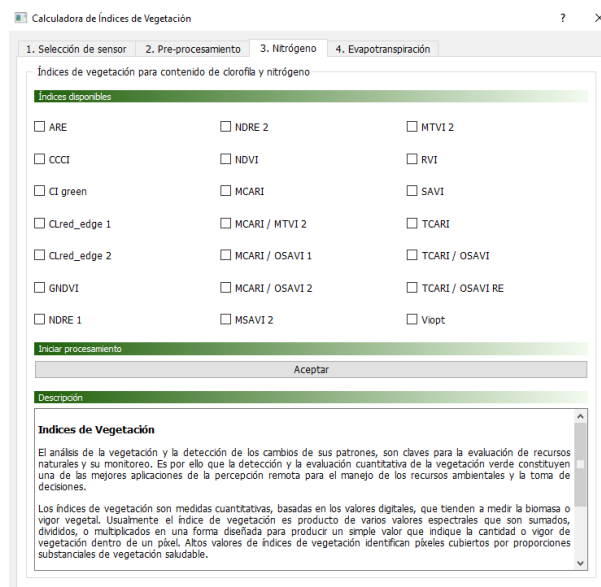 Calculadora de Índices de Vegetación
1. Selección de sensor 2. Pre-procesamiento 3. Nitrógeno 4. Evapotranspiración
Índices de vegetación para contenido de clorofila y nitrógeno
Índices disponibles
ARE NDRE 2 MTVI 2
CCCI NDVI RVI
CI green MCARI SAVI
CLred_edge 1 MCARI / MTVI 2 TCARI
CLred_edge 2 MCARI / OSAVI 1 TCARI / OSAVI
GNDVI MCARI / OSAVI 2 TCARI / OSAVI RE
NDRE 1 MSAVI 2 Viopt
Iniciar procesamiento
Aceptar
Descripción
Indices de Vegetación
El análisis de la vegetación y la detección de los cambios de sus patrones, son claves para la evaluación de recursos
naturales y su monitoreo. Es por ello que la detección y la evaluación cuantitativa de la vegetación verde constituyen
una de las mejores aplicaciones de la percepción remota para el manejo de los recursos ambientales y la toma de
decisiones.
Los índices de vegetación son medidas cuantitativas, basadas en los valores digitales, que tienden a medir la biomasa o
vigor vegetal. Usualmente el índice de vegetación es producto de varios valores espectrales que son sumados,
divididos, o multiplicados en una forma diseñada para producir un simple valor que indique la cantidad o vigor de
vegetación dentro de un píxel. Altos valores de índices de vegetación identifican píxeles cubiertos por proporciones
substanciales de vegetación saludable.